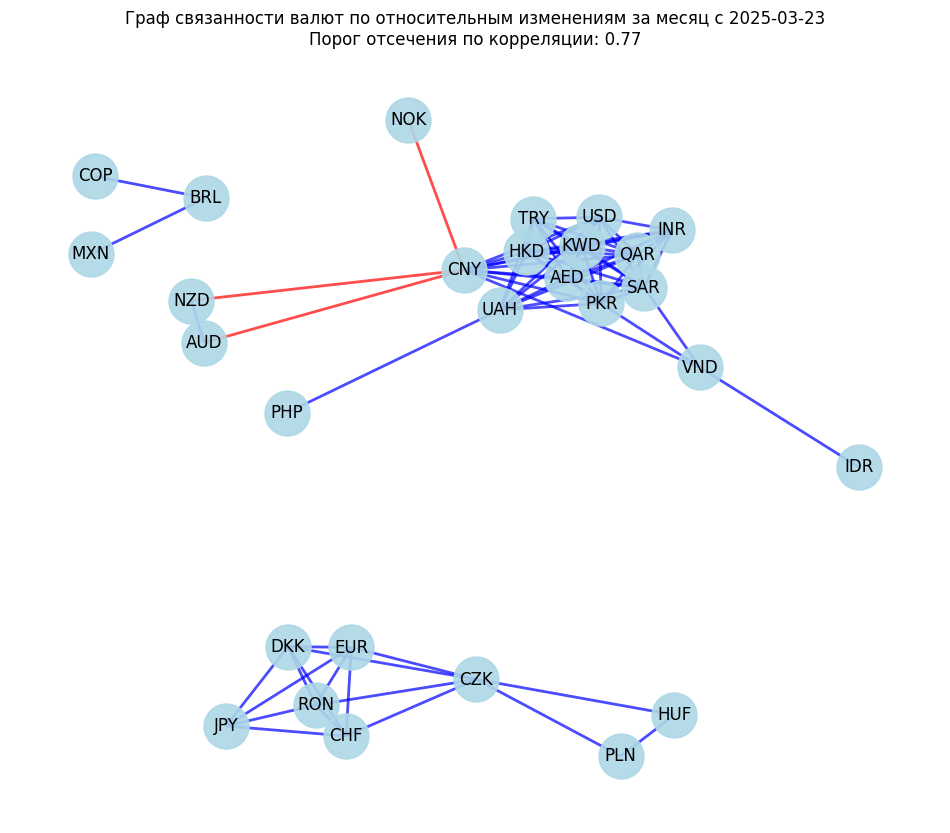 Граф связанности валют по относительным изменениям за месяц с 2025-03-23
Порог отсечения по корреляции: 0.77
NOK
COP
BRL
TRY
USD
INR
MXN
HKD
KWD
QAR
CNY
AED
SAR
NZD
UAH
PKR
AUD
VND
PHP
IDR
DKK
EUR
CZK
RON
JPY
CHF
HUF
PLN